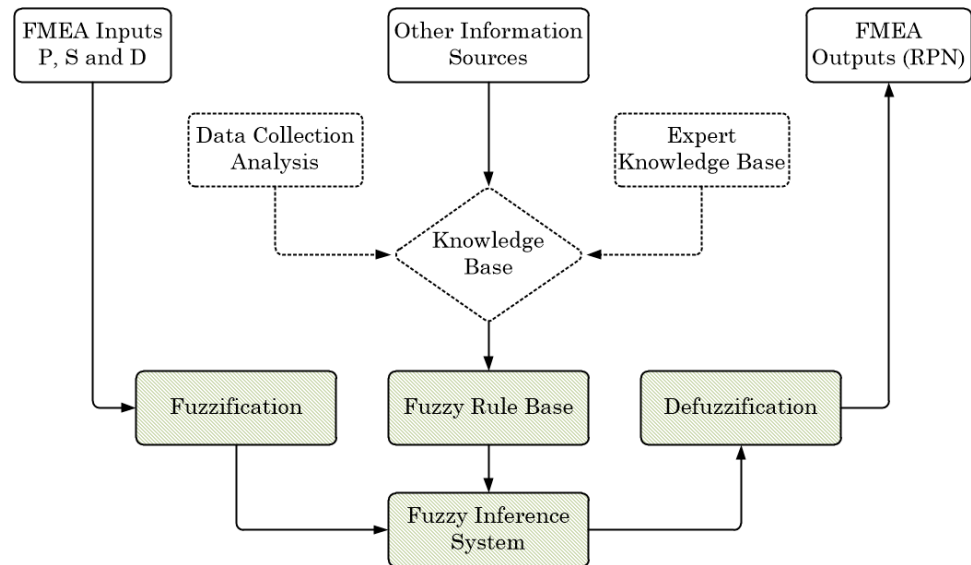 FMEA Inputs
P, S and D
Other Information
Sources
FMEA
Outputs (RPN)
Data Collection
Analysis
Expert
Knowledge Base
Knowledge
Base
Fuzzification
Fuzzy Rule Base
Defuzzification
Fuzzy Inference
System